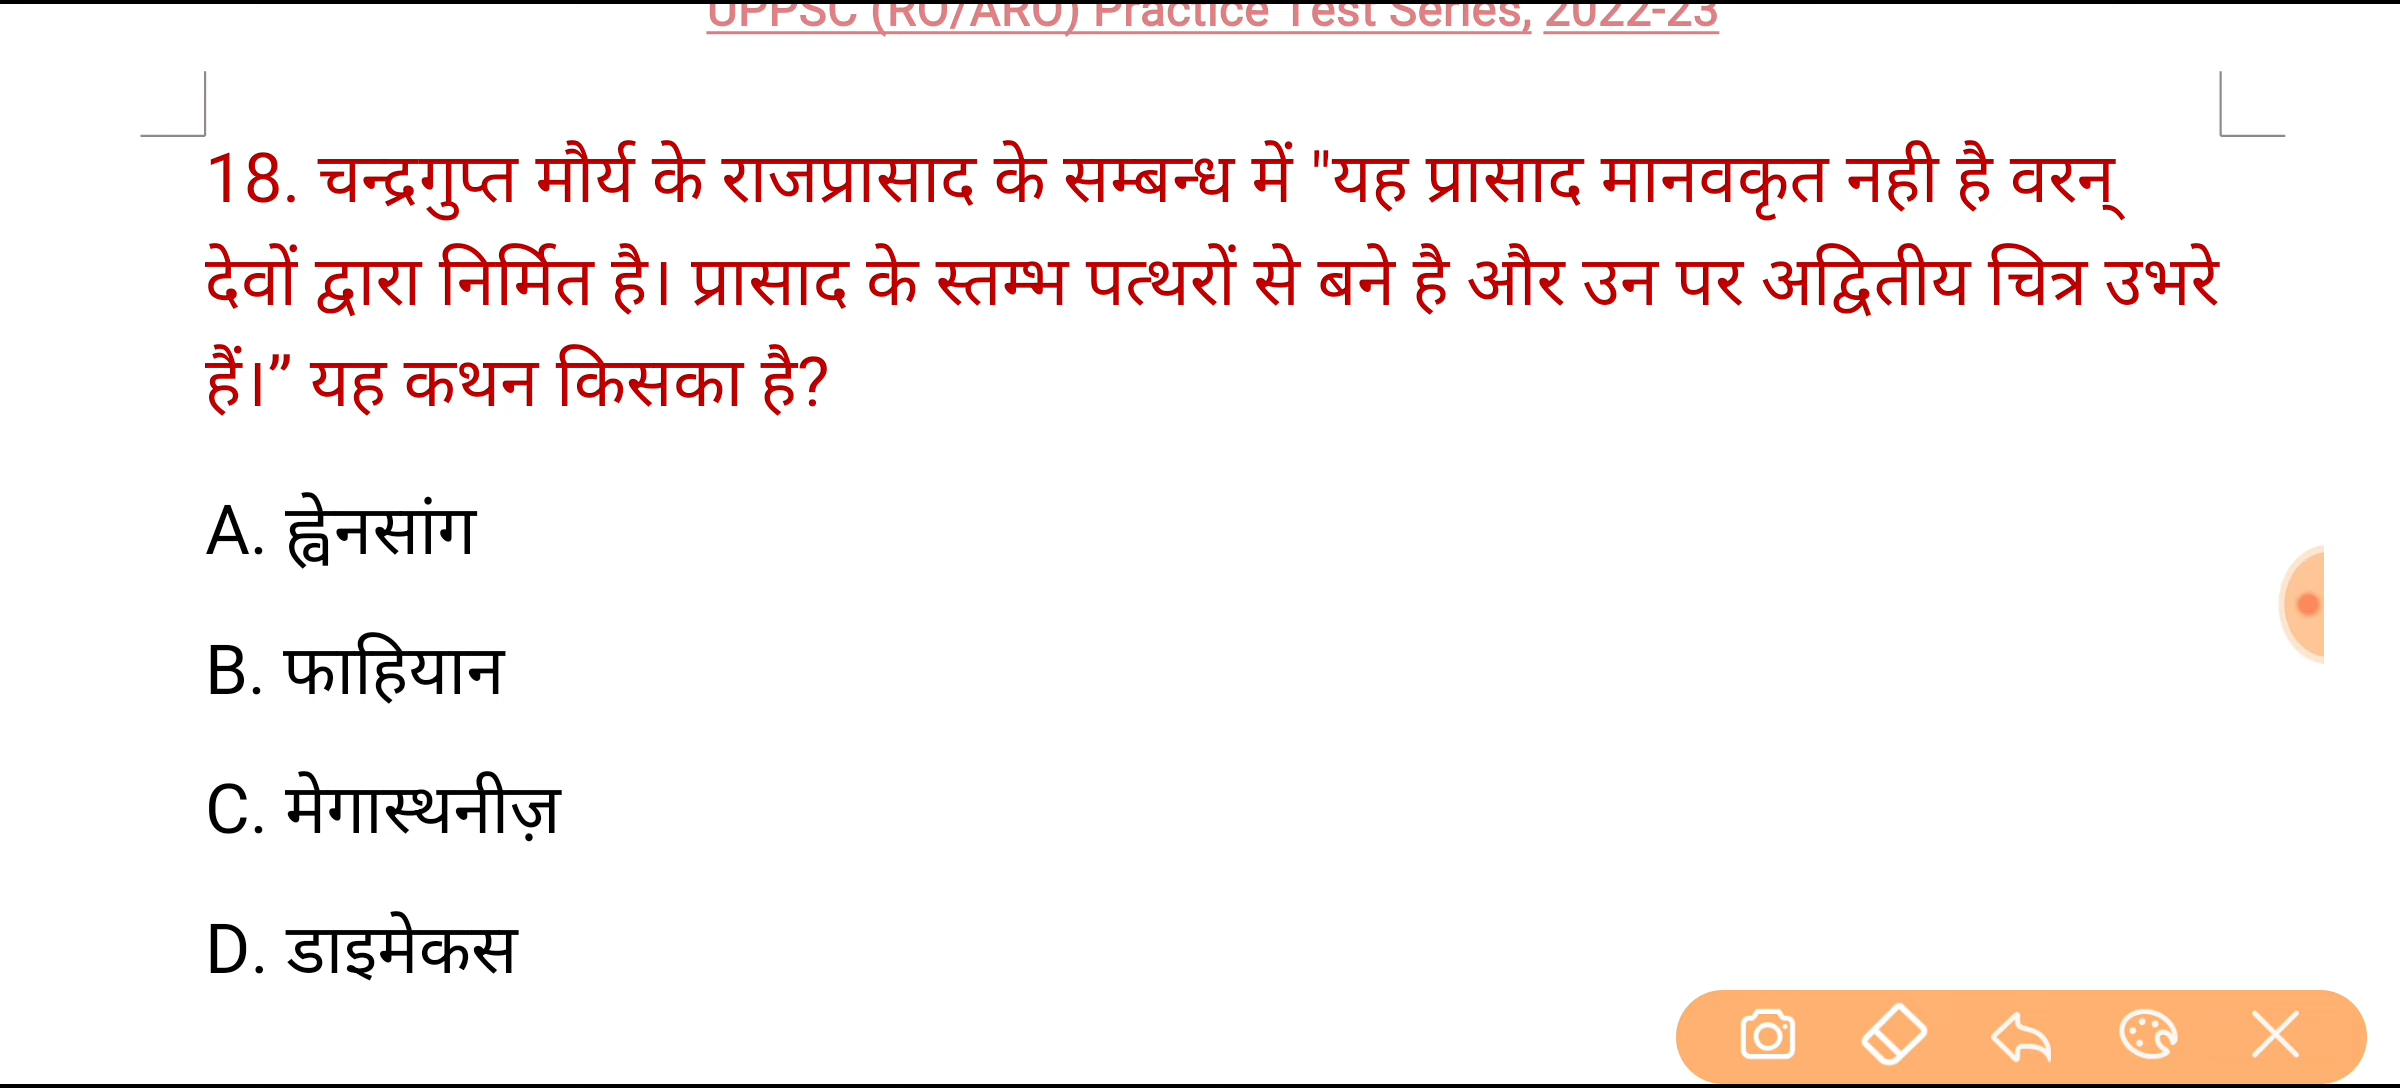 UPPSC (RO/ARO) Practice Test Series, 2022-23
18. चन्द्रगुप्त मौर्य के राजप्रासाद के सम्बन्ध में "यह प्रासाद मानवकृत नही है वरन्
देवों द्वारा निर्मित है। प्रासाद के स्तम्भ पत्थरों से बने है और उन पर अद्वितीय चित्र उभरे
हैं।” यह कथन किसका है?
A. ह्वेनसांग
B. फाहियान
C. मेगास्थनीज़
D. डाइमेकस